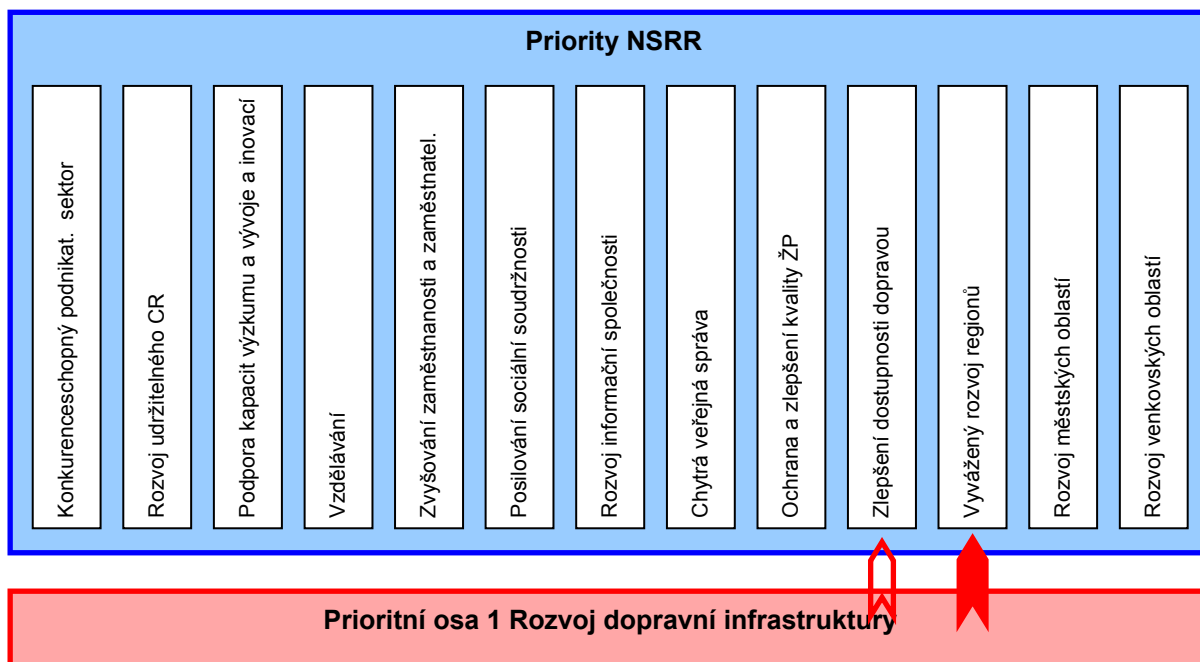 Priority NSRR
Konkurenceschopný podnikat. sektor
Rozvoj udržitelného CR
Podpora kapacit výzkumu a vývoje a inovací
Vzdělávání
Zvyšování zaměstnanosti a zaměstnatel.
Posilování sociální soudržnosti
Rozvoj informační společnosti
Chytrá veřejná správa
Ochrana a zlepšení kvality ŽP
Zlepšení dostupnosti dopravou
Vyvážený rozvoj regionů
Rozvoj městských oblastí
Rozvoj venkovských oblastí
Prioritní osa 1 Rozvoj dopravní infrastruktury